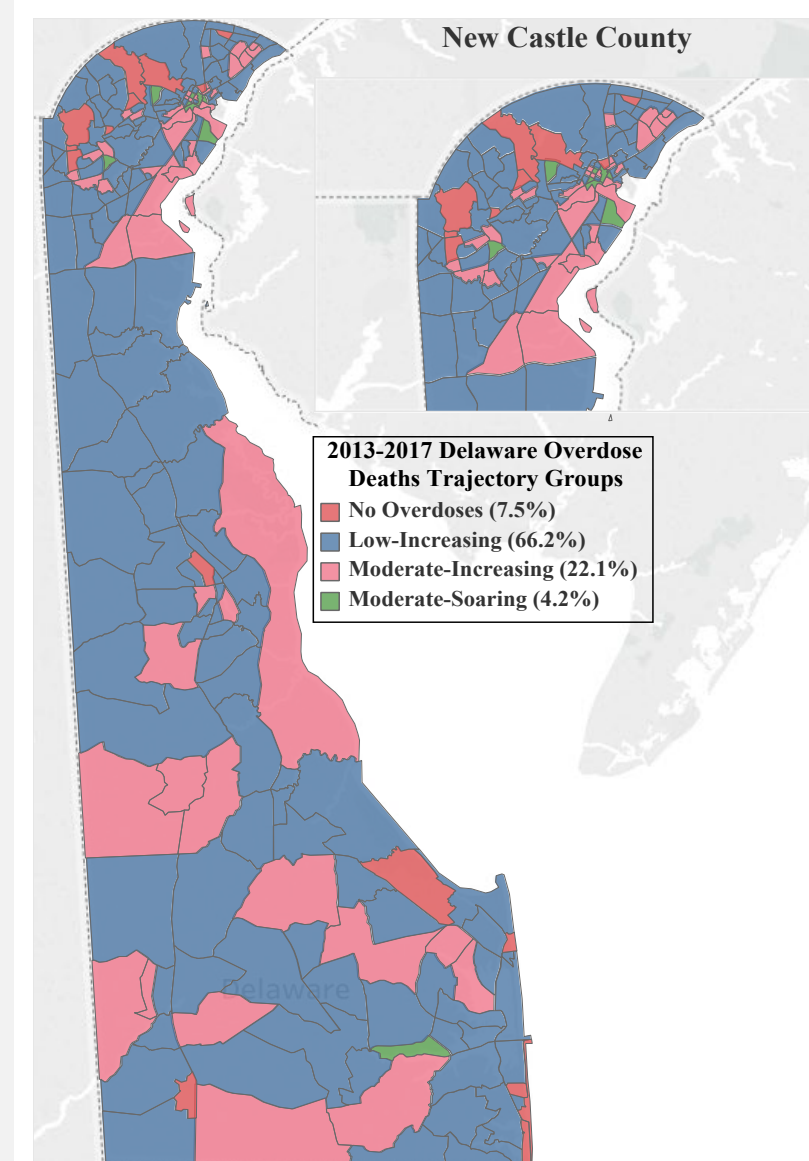 New Castle County
2013-2017 Delaware Overdose
Deaths Trajectory Groups
No Overdoses (7.5%)
Low-Increasing (66.2%)
Moderate-Increasing (22.1%)
Moderate-Soaring (4.2%)
Delaware